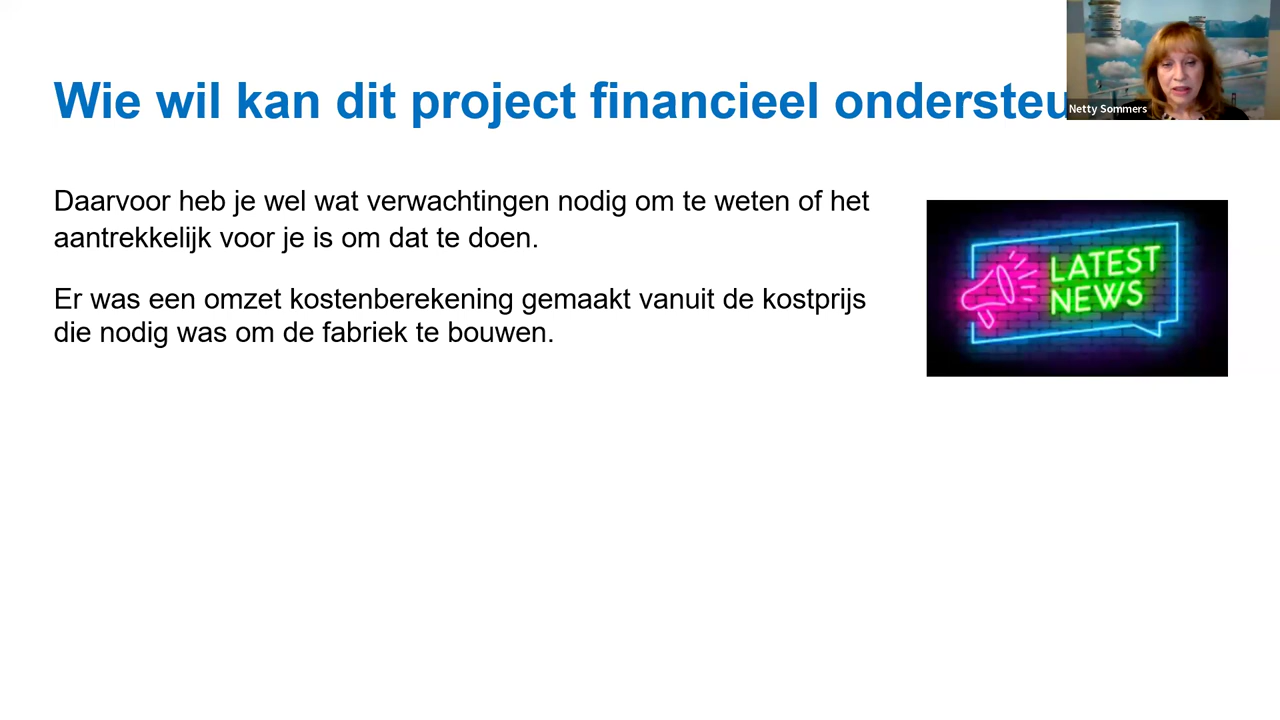 Wie wil kan dit project financieel ondersteu
Netty Sommers
Daarvoor heb je wel wat verwachtingen nodig om te weten of het
aantrekkelijk voor je is om dat te doen.
Er was een omzet kostenberekening gemaakt vanuit de kostprijs
die nodig was om de fabriek te bouwen.
LATEST
NEWS